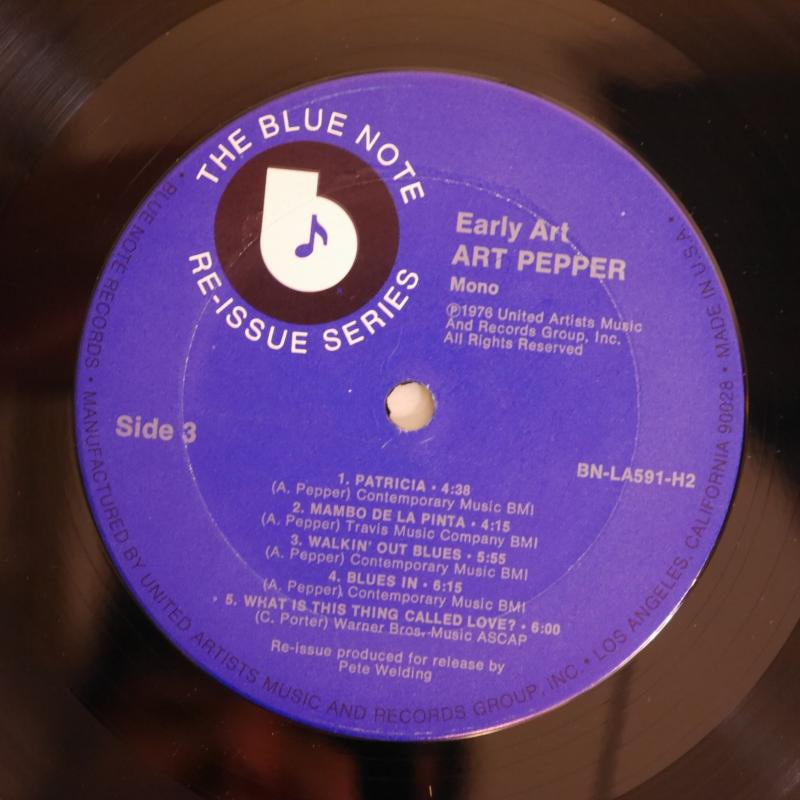 THE BLUE NOTE
RE-ISSUE SERIES
Early Art
ART PEPPER
Mono
℗1976 United Artists Music
And Records Group, Inc.
All Rights Reserved
Side 3
BN-LA591-H2
1. PATRICIA • 4:38
(A. Pepper) Contemporary Music BMI
2. MAMBO DE LA PINTA • 4:15
(A. Pepper) Travis Music Company BMI
3. WALKIN' OUT BLUES • 5:55
(A. Pepper) Contemporary Music BMI
4. BLUES IN • 6:15
(A. Pepper) Contemporary Music BMI
5. WHAT IS THIS THING CALLED LOVE? • 6:00
(C. Porter) Warner Bros. Music ASCAP
Re-issue produced for release by
Pete Welding
• BLUE NOTE RECORDS • MANUFACTURED BY UNITED ARTISTS MUSIC AND RECORDS GROUP, INC. • LOS ANGELES, CALIFORNIA 90028 • MADE IN U.S.A. •